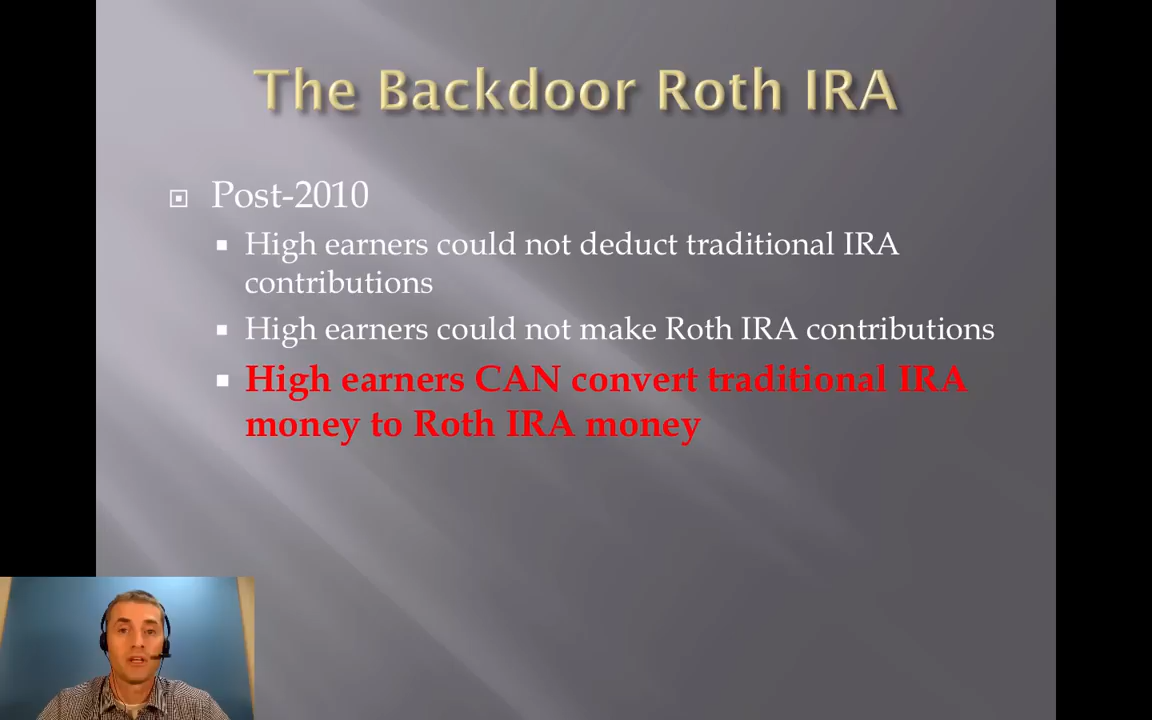 The Backdoor Roth IRA
Post-2010
High earners could not deduct traditional IRA
contributions
High earners could not make Roth IRA contributions
High earners CAN convert traditional IRA
money to Roth IRA money